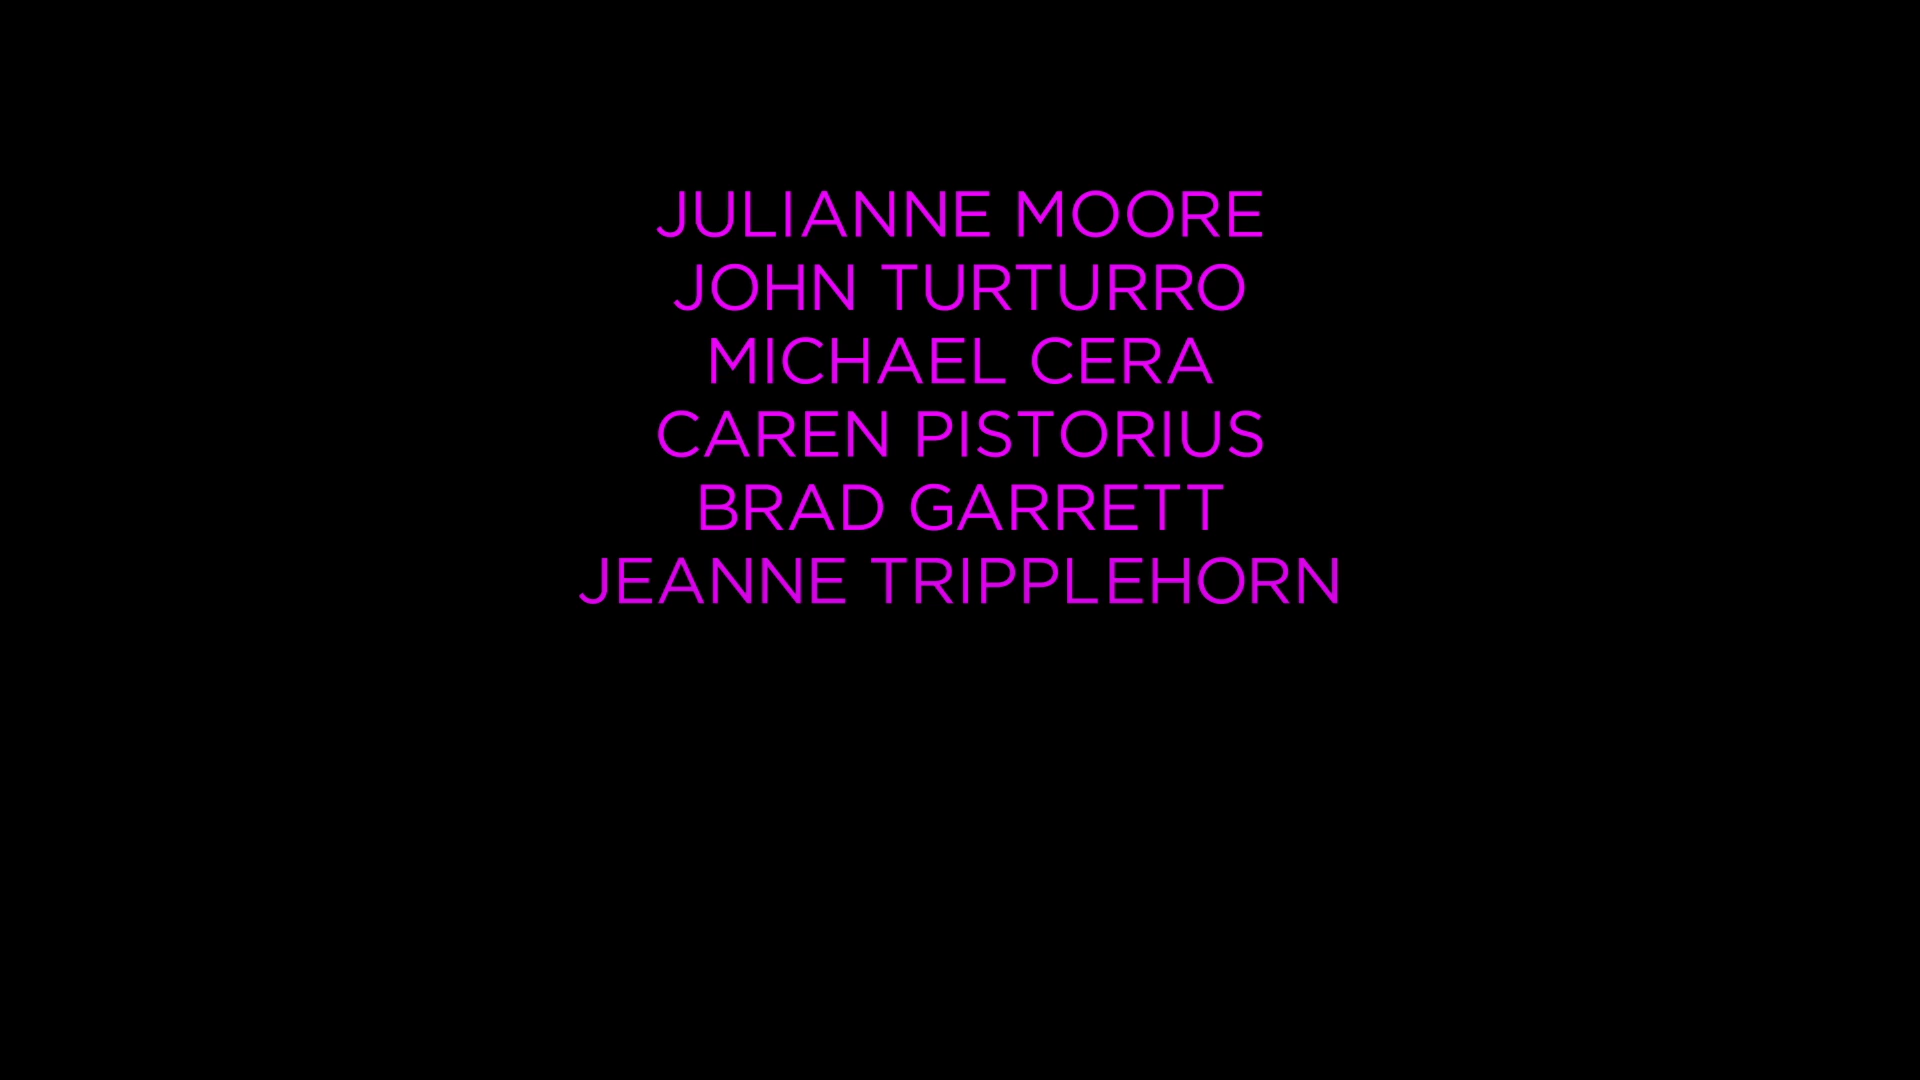 JULIANNE MOORE
JOHN TURTURRO
MICHAEL CERA
CAREN PISTORIUS
BRAD GARRETT
JEANNE TRIPPLEHORN